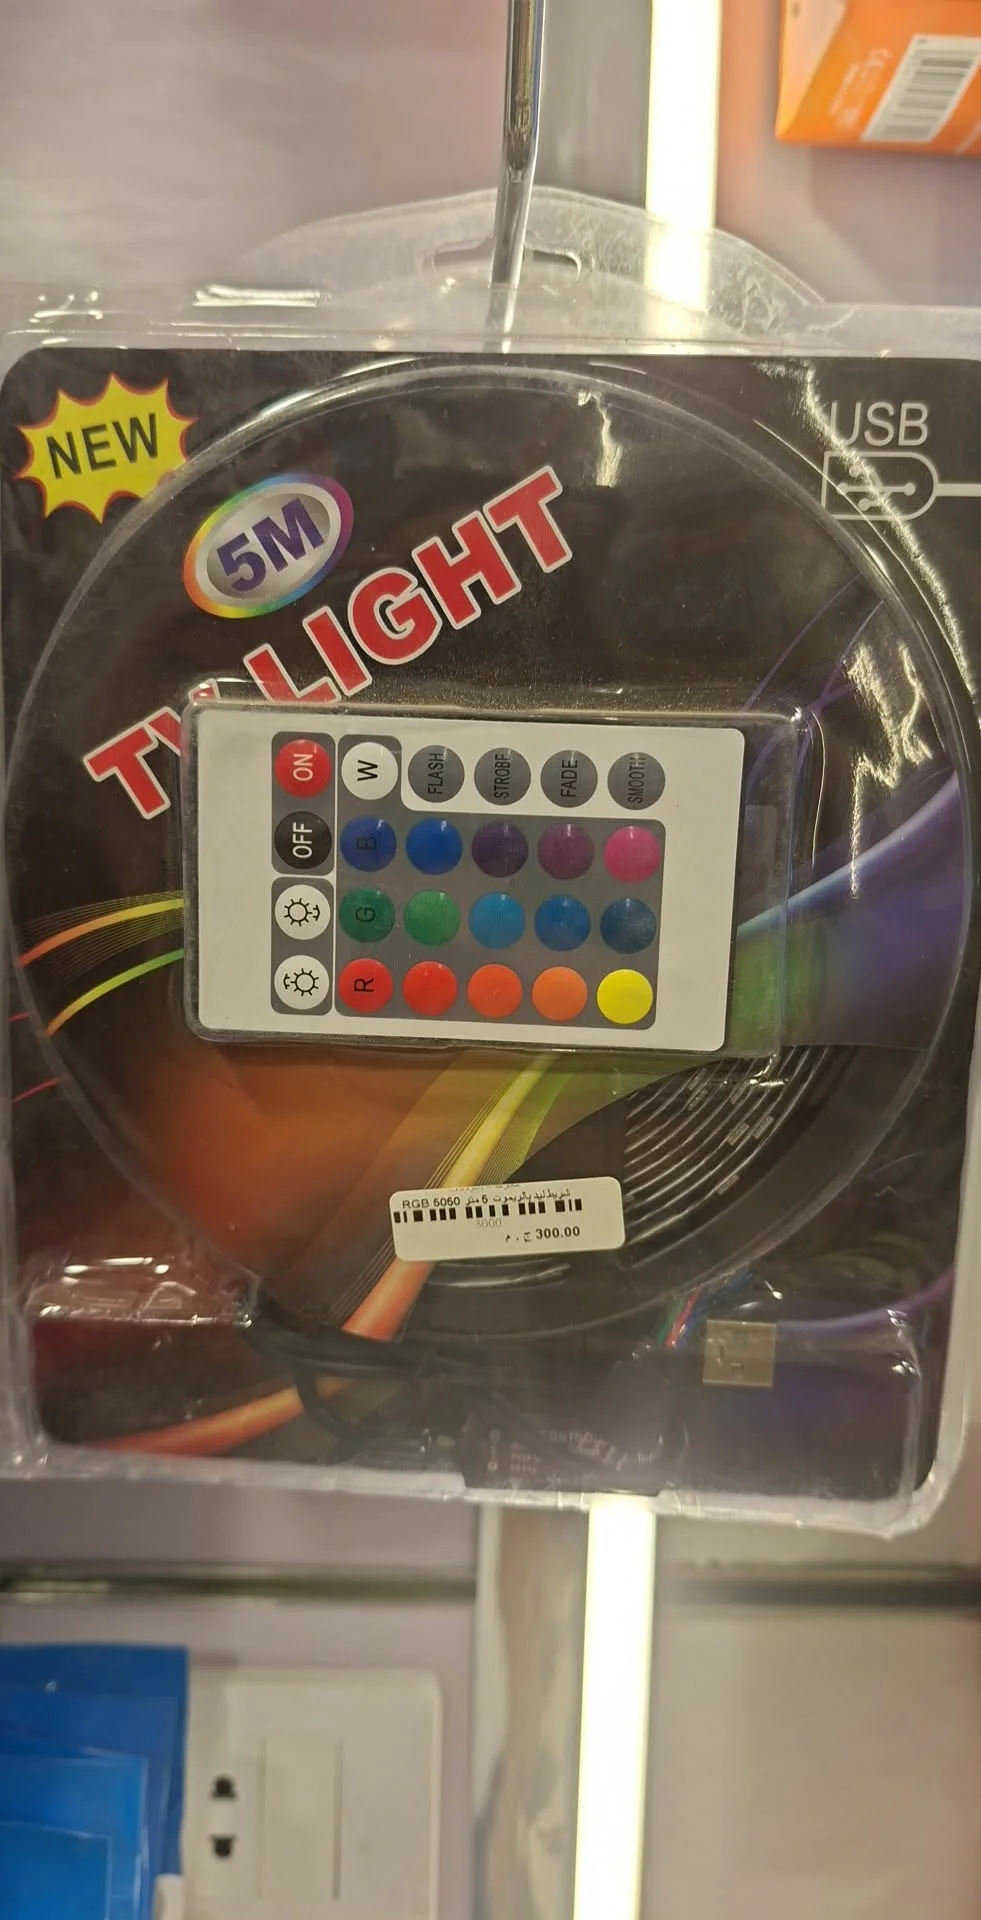 NEW
USB
5M
TV LIGHT
ON
OFF
W
FLASH
STROBE
FADE
SMOOTH
B
G
R
شريط ليد بالريموت 5 متر RGB 5050
3000
300.00 ج . م